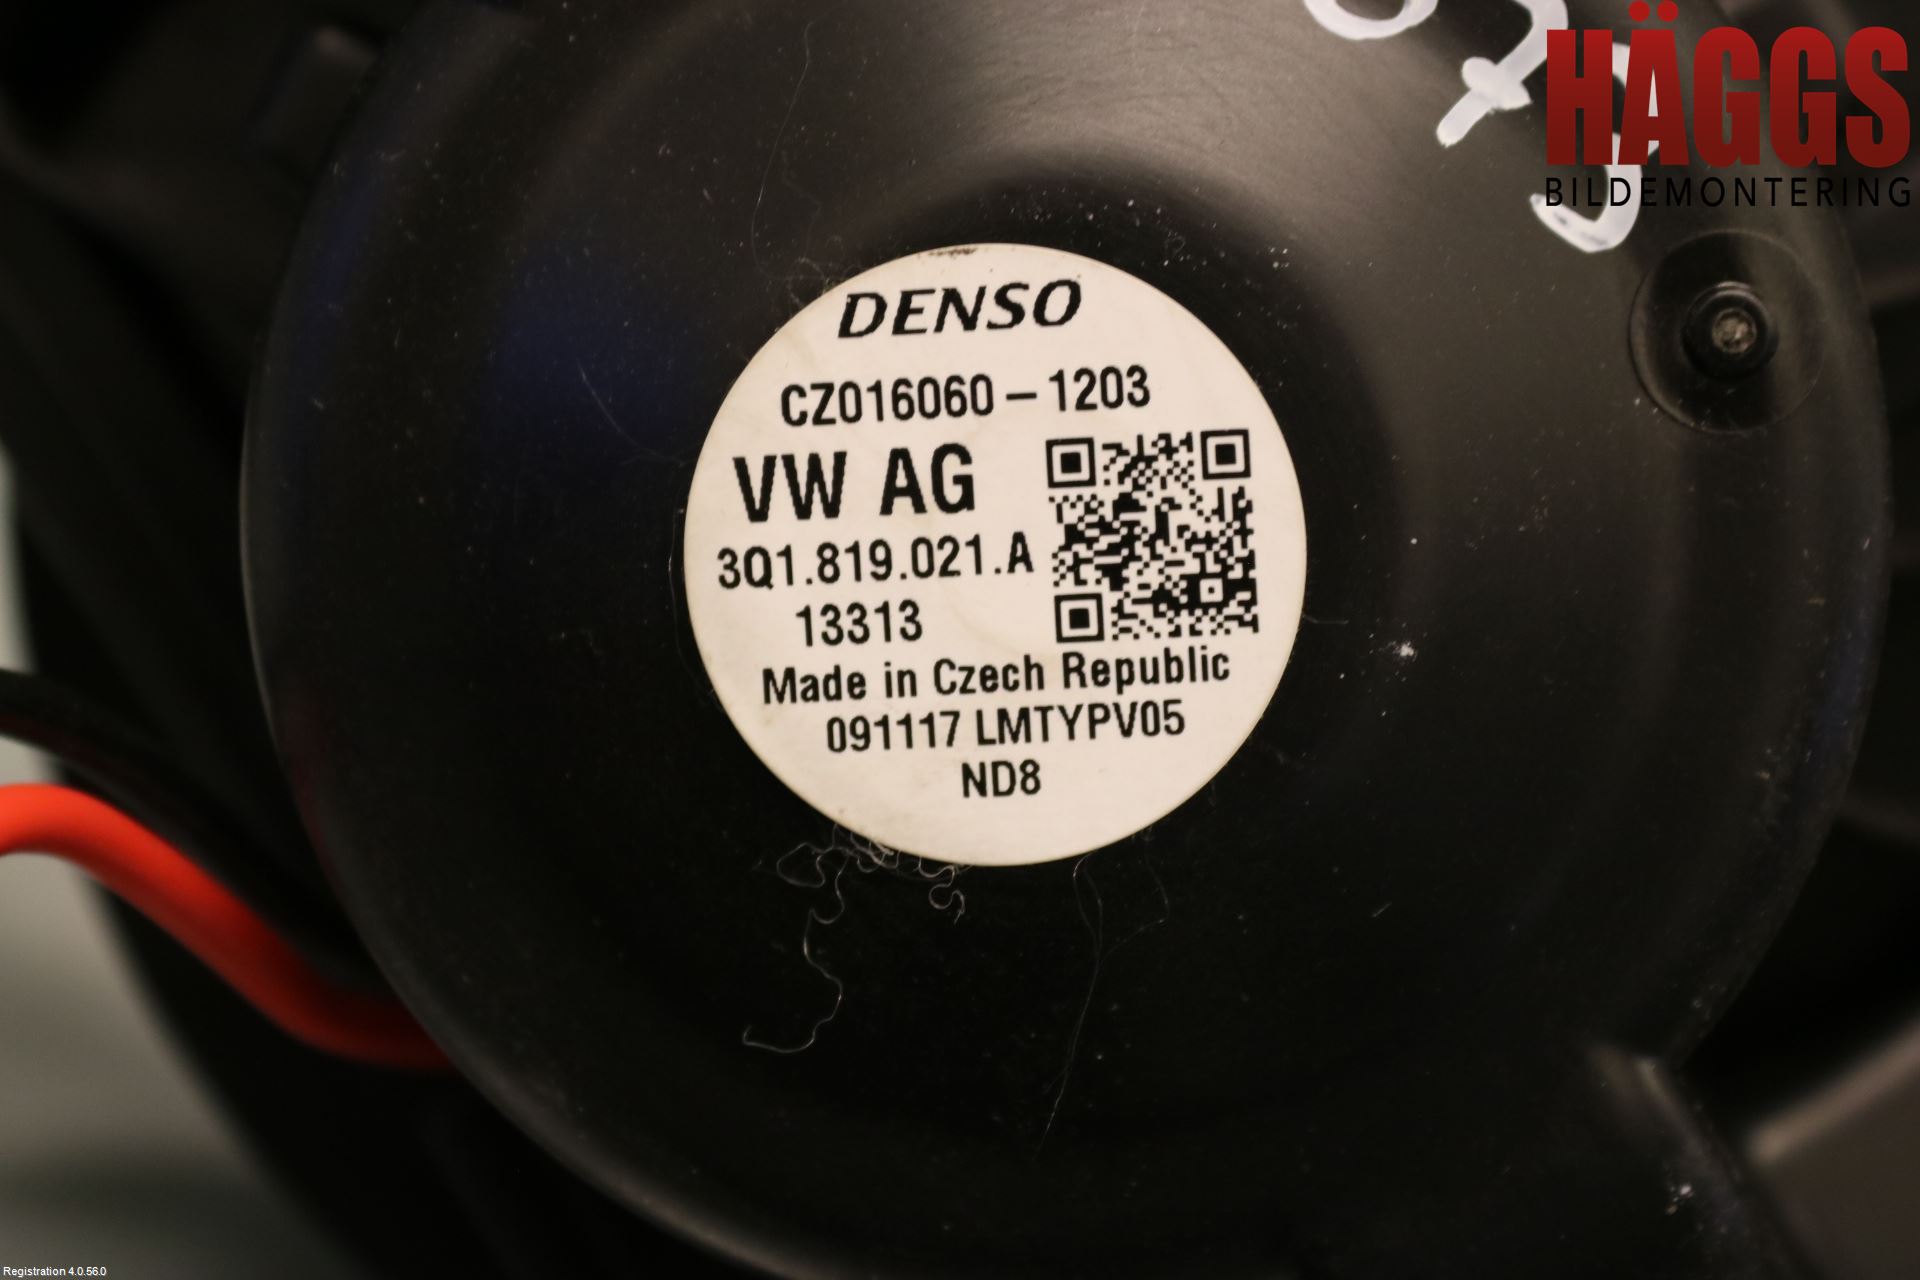 HÄGGS
BILDEMONTERING
DENSO
CZ016060-1203
VW AG
3Q1.819.021.A
13313
Made in Czech Republic
091117 LMTYPV05
ND8
Registration 4.0.56.0